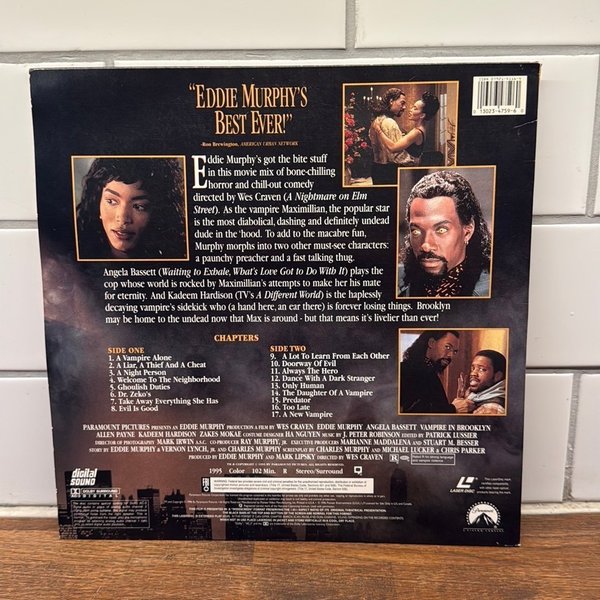 "EDDIE MURPHY'S
BEST EVER!"
-Ron Brewington, AMERICAN URBAN NETWORK
Eddie Murphy's got the bite stuff
in this movie mix of bone-chilling
horror and chill-out comedy
directed by Wes Craven (A Nightmare on Elm
Street). As the vampire Maximillian, the popular star
is the most diabolical, dashing and definitely undead
dude in the 'hood. To add to the macabre fun,
Murphy morphs into two other must-see characters:
a paunchy preacher and a fast talking thug.
Angela Bassett (Waiting to Exhale, What's Love Got to Do With It) plays the
cop whose world is rocked by Maximillian's attempts to make her his mate
for eternity. And Kadeem Hardison (TV's A Different World) is the haplessly
decaying vampire's sidekick who (a hand here, an ear there) is forever losing things. Brooklyn
may be home to the undead now that Max is around - but that means it's livelier than ever!
CHAPTERS
SIDE ONE
1. A Vampire Alone
2. A Liar, A Thief And A Cheat
3. A Night Person
4. Welcome To The Neighborhood
5. Ghoulish Duties
6. Dr. Zeko's
7. Take Away Everything She Has
8. Evil Is Good
SIDE TWO
9. A Lot To Learn From Each Other
10. Doorway Of Evil
11. Always The Hero
12. Dance With A Dark Stranger
13. Only Human
14. The Daughter Of A Vampire
15. Predator
16. Too Late
17. A New Vampire
PARAMOUNT PICTURES PRESENTS AN EDDIE MURPHY PRODUCTION A FILM BY WES CRAVEN EDDIE MURPHY ANGELA BASSETT VAMPIRE IN BROOKLYN
ALLEN PAYNE KADEEM HARDISON ZAKES MOKAE COSTUME DESIGNER HA NGUYEN MUSIC BY J. PETER ROBINSON EDITED BY PATRICK LUSSIER
DIRECTOR OF PHOTOGRAPHY MARK IRWIN A.S.C. CO-PRODUCER RAY MURPHY, JR. EXECUTIVE PRODUCERS MARIANNE MADDALENA AND STUART M. BESSER
STORY BY EDDIE MURPHY & VERNON LYNCH, JR. AND CHARLES MURPHY SCREENPLAY BY CHARLES MURPHY AND MICHAEL LUCKER & CHRIS PARKER
PRODUCED BY EDDIE MURPHY AND MARK LIPSKY DIRECTED BY WES CRAVEN
1995 Color 102 Min. R Stereo/Surround
digital
SOUND
DOLBY SURROUND
LASER DISC
R
Paramount
0 13023-4759-6 0